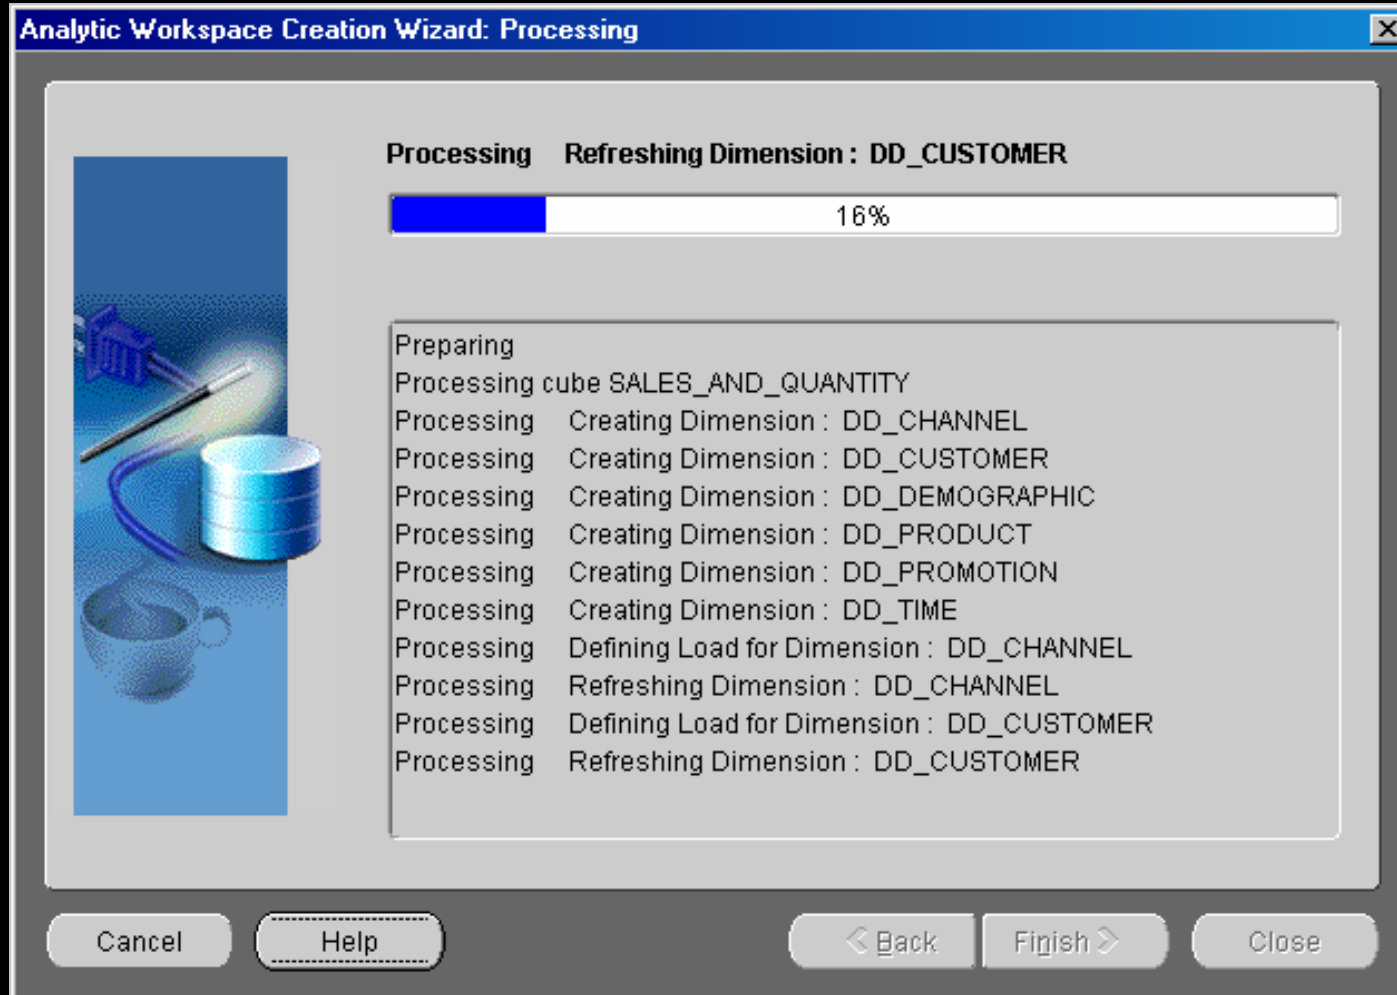 Analytic Workspace Creation Wizard: Processing
Processing Refreshing Dimension : DD_CUSTOMER
16%
Preparing
Processing cube SALES_AND_QUANTITY
Processing Creating Dimension : DD_CHANNEL
Processing Creating Dimension : DD_CUSTOMER
Processing Creating Dimension : DD_DEMOGRAPHIC
Processing Creating Dimension : DD_PRODUCT
Processing Creating Dimension : DD_PROMOTION
Processing Creating Dimension : DD_TIME
Processing Defining Load for Dimension : DD_CHANNEL
Processing Refreshing Dimension : DD_CHANNEL
Processing Defining Load for Dimension : DD_CUSTOMER
Processing Refreshing Dimension : DD_CUSTOMER
Cancel Help Back Finish Close